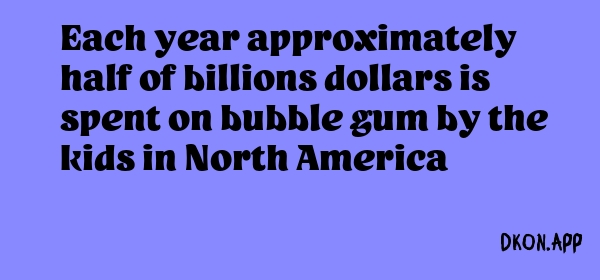 Each year approximately
half of billions dollars is
spent on bubble gum by the
kids in North America
DKON.APP